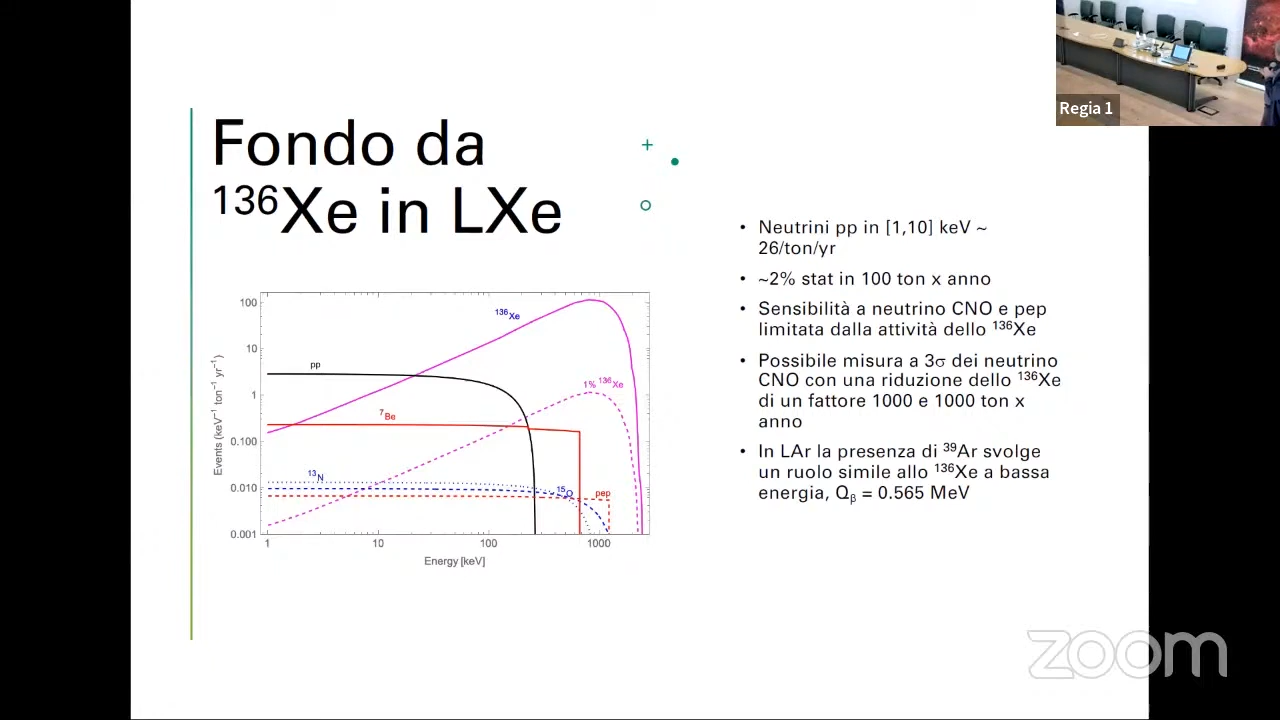 Regia 1
Fondo da
¹³⁶Xe in LXe
• Neutrini pp in [1,10] keV ~
26/ton/yr
• ~2% stat in 100 ton x anno
• Sensibilità a neutrino CNO e pep
limitata dalla attività dello ¹³⁶Xe
• Possibile misura a 3σ dei neutrino
CNO con una riduzione dello ¹³⁶Xe
di un fattore 1000 e 1000 ton x
anno
• In LAr la presenza di ³⁹Ar svolge
un ruolo simile allo ¹³⁶Xe a bassa
energia, Qᵦ = 0.565 MeV
Events (keV⁻¹ ton⁻¹ yr⁻¹)
100
10
1
0.100
0.010
0.001
¹³⁶Xe
pp
1% ¹³⁶Xe
⁷Be
¹³N
¹⁵O
pep
1 10 100 1000
Energy [keV]
zoom